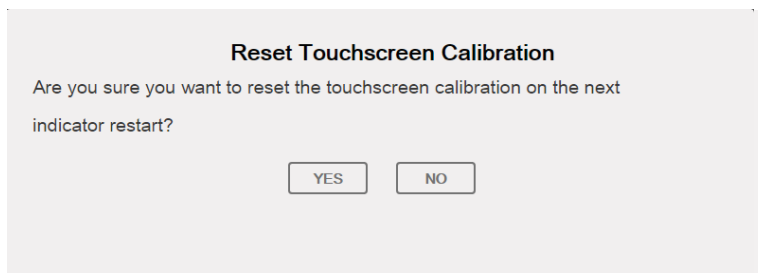 Reset Touchscreen Calibration
Are you sure you want to reset the touchscreen calibration on the next
indicator restart?
YES NO